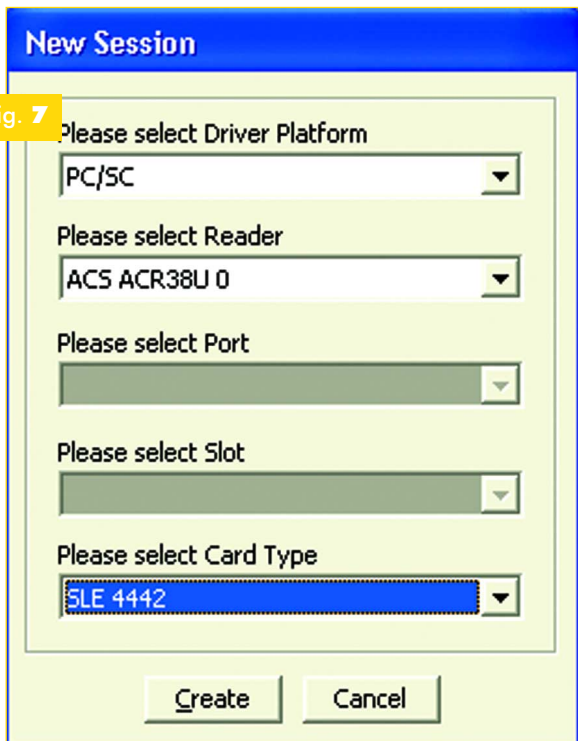 New Session
ig. 7
Please select Driver Platform
PC/SC
Please select Reader
ACS ACR38U 0
Please select Port
Please select Slot
Please select Card Type
SLE 4442
Create
Cancel